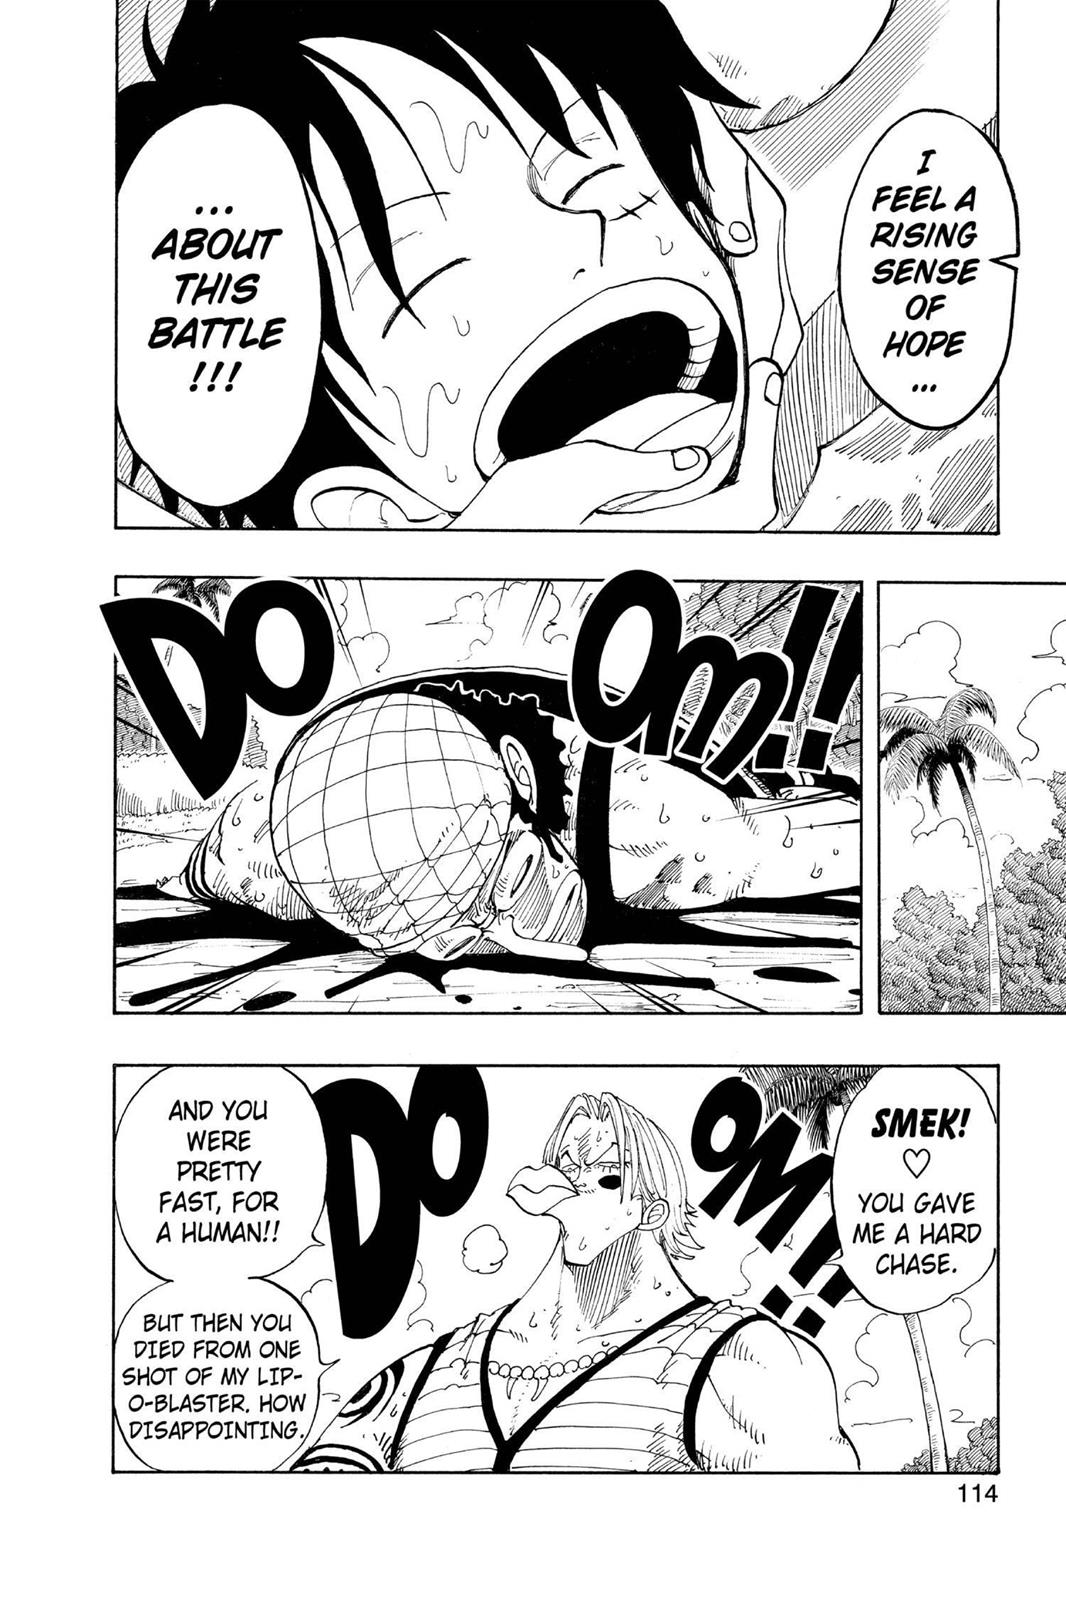 I
FEEL A
RISING
SENSE
OF
HOPE
...
...
ABOUT
THIS
BATTLE
!!!
DO
OM!!
SMEK!
♡
YOU GAVE
ME A HARD
CHASE.
DO
OM!!
AND YOU
WERE
PRETTY
FAST, FOR
A HUMAN!!
BUT THEN YOU
DIED FROM ONE
SHOT OF MY LIP-
O-BLASTER. HOW
DISAPPOINTING.
114